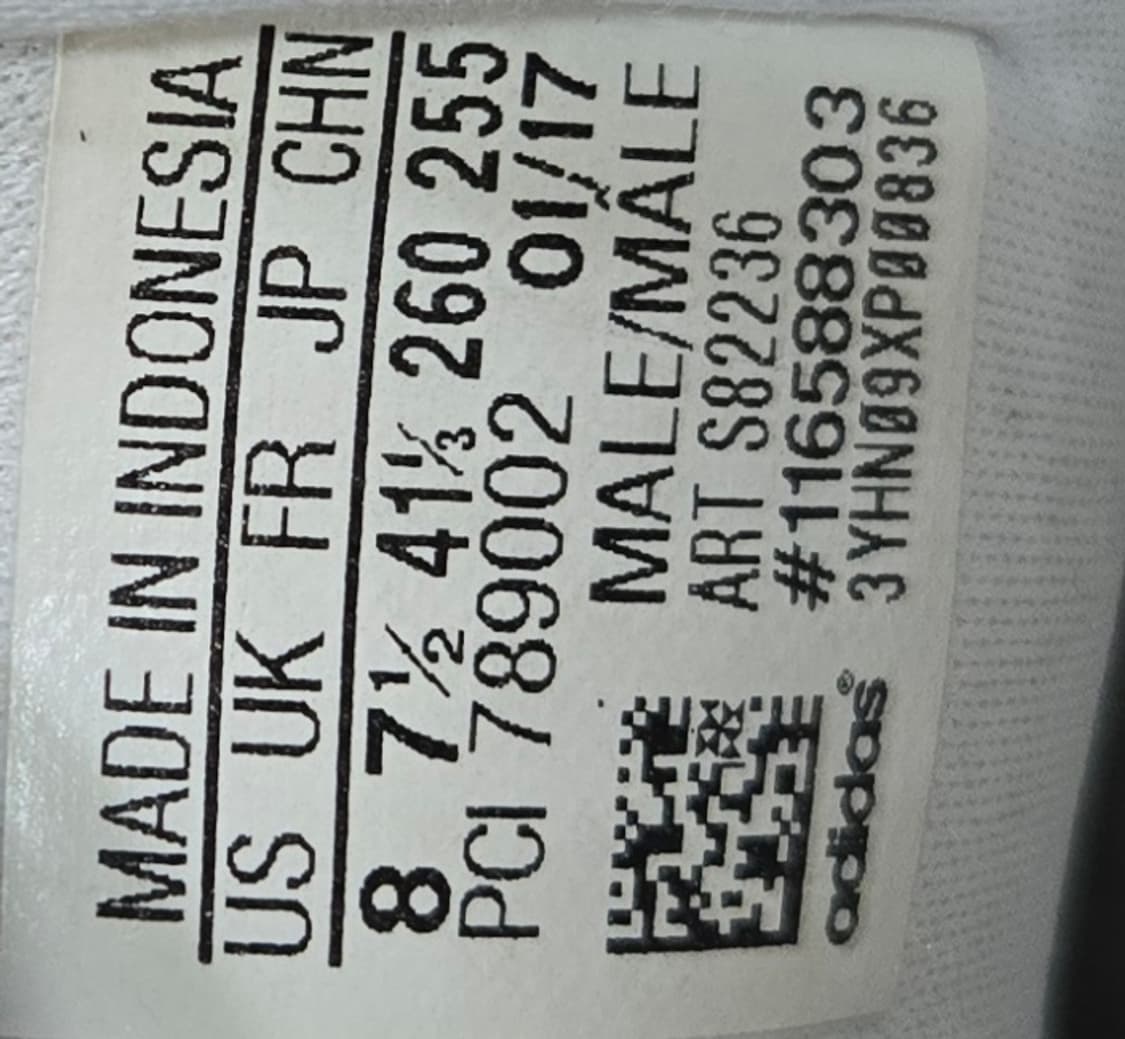 MADE IN INDONESIA
US UK FR JP CHN
8 7½ 41⅓ 260 255
PCI 789002 01/17
MALE/MALE
ART S82236
#1165888303
3YHN09XP00836
adidas®